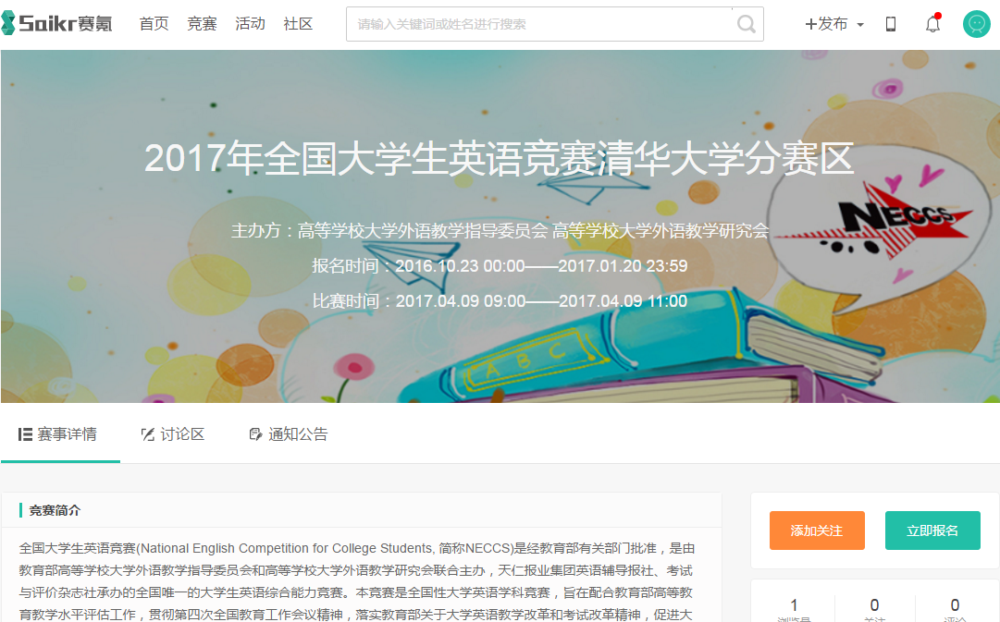 Saikr赛氪
首页 竞赛 活动 社区
请输入关键词或姓名进行搜索
+发布
2017年全国大学生英语竞赛清华大学分赛区
NECCS
主办方：高等学校大学外语教学指导委员会 高等学校大学外语教学研究会
报名时间：2016.10.23 00:00——2017.01.20 23:59
比赛时间：2017.04.09 09:00——2017.04.09 11:00
A B C
赛事详情 讨论区 通知公告
竞赛简介
全国大学生英语竞赛(National English Competition for College Students, 简称NECCS)是经教育部有关部门批准，是由
教育部高等学校大学外语教学指导委员会和高等学校大学外语教学研究会联合主办，天仁报业集团英语辅导报社、考试
与评价杂志社承办的全国唯一的大学生英语综合能力竞赛。本竞赛是全国性大学英语学科竞赛，旨在配合教育部高等教
育教学水平评估工作，贯彻第四次全国教育工作会议精神，落实教育部关于大学英语教学改革和考试改革精神，促进大
添加关注 立即报名
1 0 0
浏览量 关注 评论